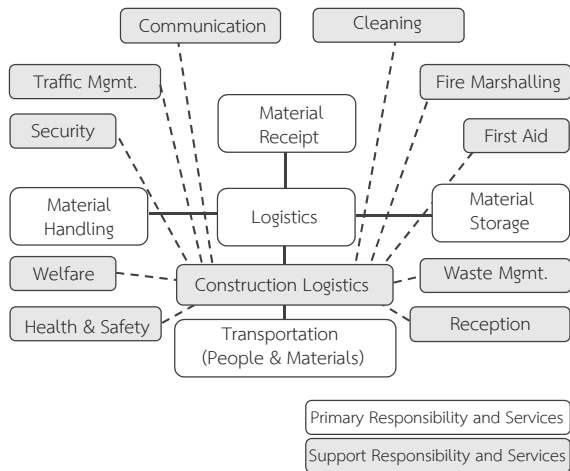 Communication
Cleaning
Traffic Mgmt.
Fire Marshalling
Material
Receipt
Security
First Aid
Material
Handling
Logistics
Material
Storage
Welfare
Construction Logistics
Waste Mgmt.
Health & Safety
Transportation
(People & Materials)
Reception
Primary Responsibility and Services
Support Responsibility and Services